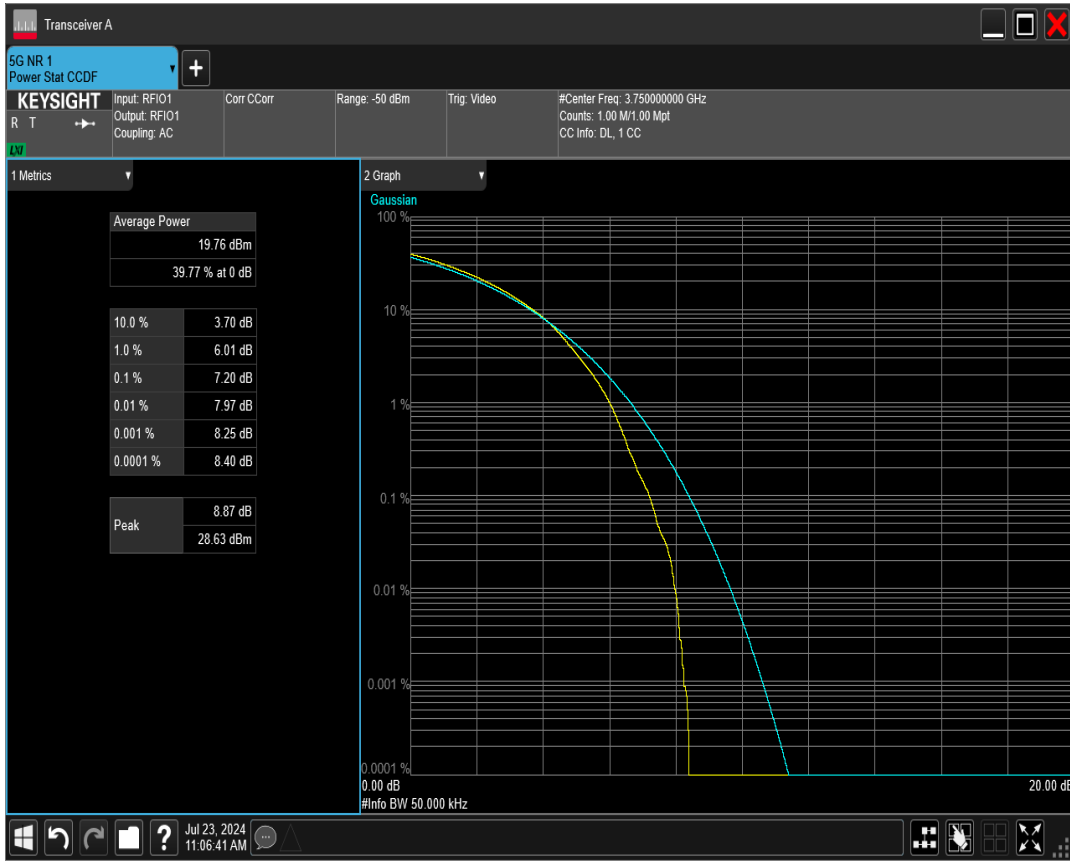 Transceiver A
5G NR 1
Power Stat CCDF
+
KEYSIGHT
R T
LXI
Input: RFIO1
Output: RFIO1
Coupling: AC
Corr CCorr
Range: -50 dBm
Trig: Video
#Center Freq: 3.750000000 GHz
Counts: 1.00 M/1.00 Mpt
CC Info: DL, 1 CC
1 Metrics
Average Power
19.76 dBm
39.77 % at 0 dB
10.0 % 3.70 dB
1.0 % 6.01 dB
0.1 % 7.20 dB
0.01 % 7.97 dB
0.001 % 8.25 dB
0.0001 % 8.40 dB
Peak
8.87 dB
28.63 dBm
2 Graph
Gaussian
100 %
10 %
1 %
0.1 %
0.01 %
0.001 %
0.0001 %
0.00 dB
20.00 dB
#Info BW 50.000 kHz
?
Jul 23, 2024
11:06:41 AM